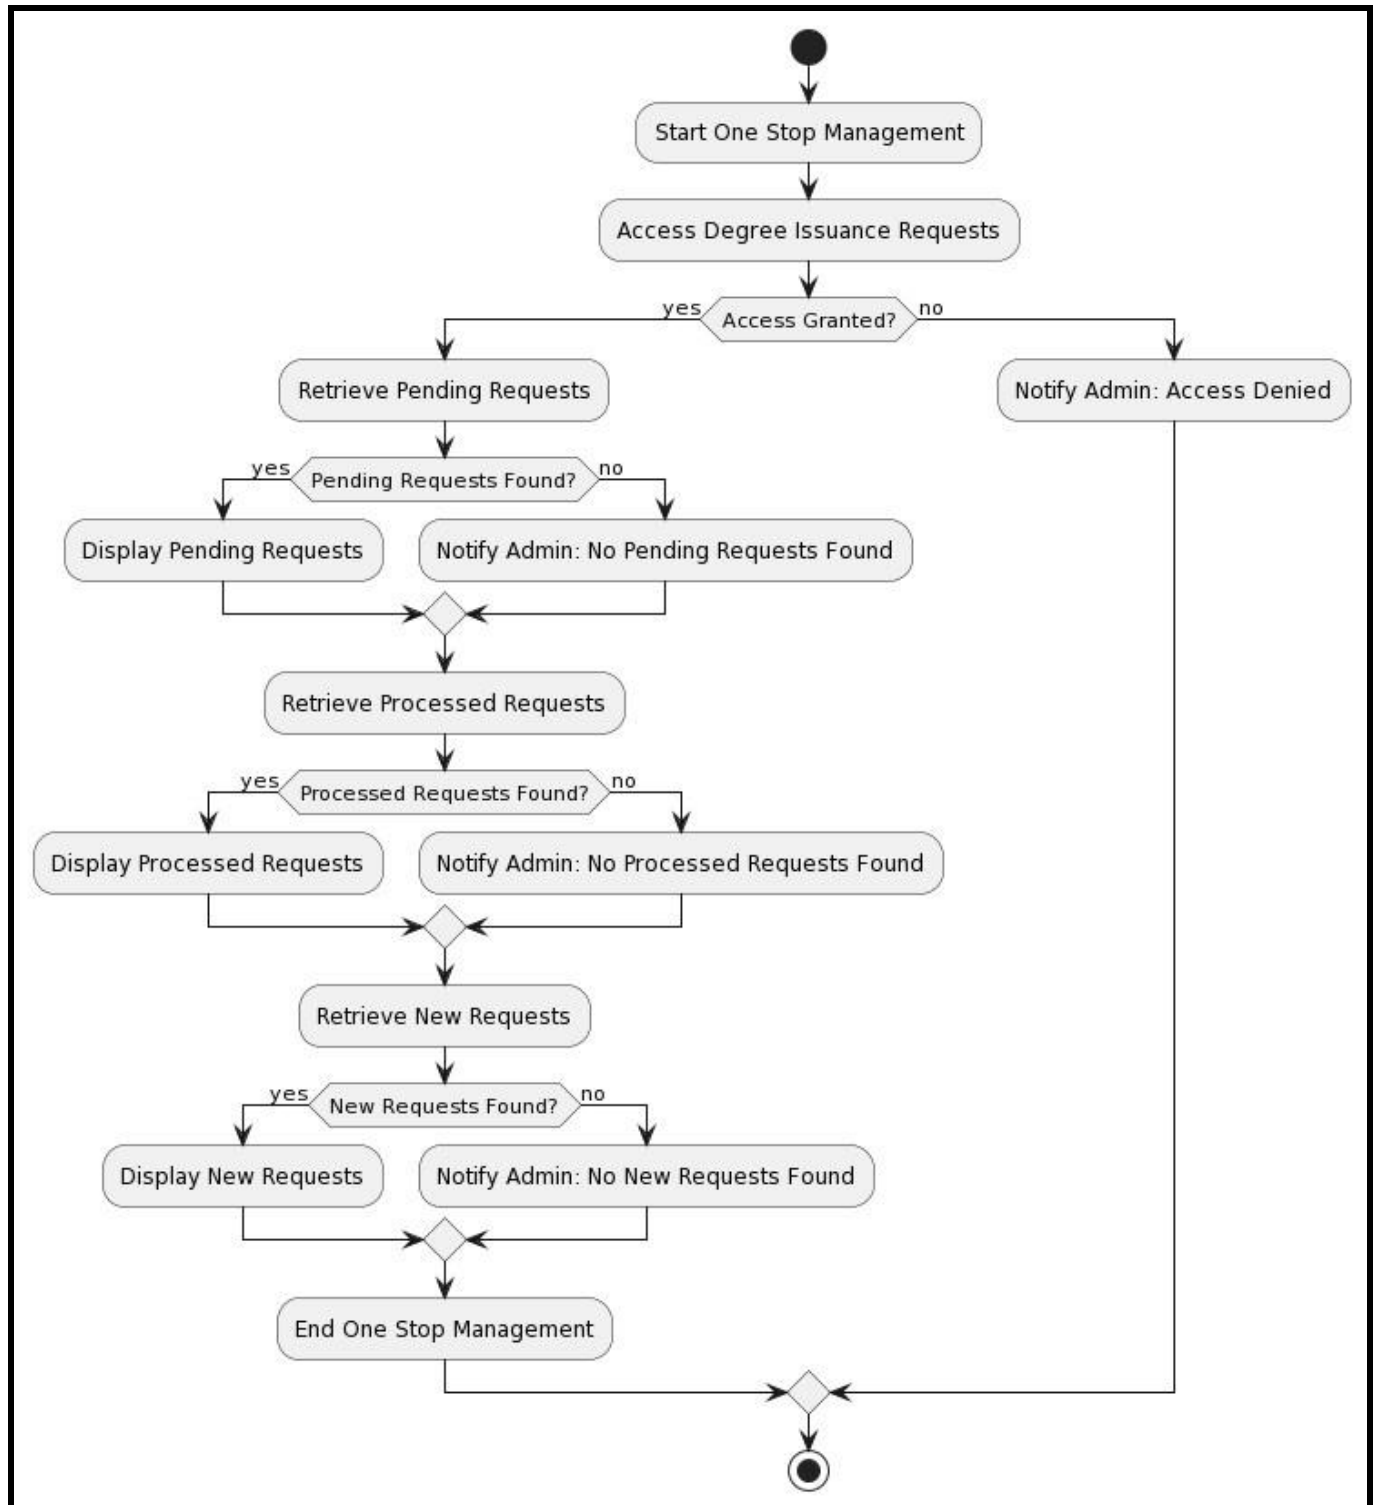 Start One Stop Management
Access Degree Issuance Requests
yes
Access Granted?
no
Retrieve Pending Requests
Notify Admin: Access Denied
yes
Pending Requests Found?
no
Display Pending Requests
Notify Admin: No Pending Requests Found
Retrieve Processed Requests
yes
Processed Requests Found?
no
Display Processed Requests
Notify Admin: No Processed Requests Found
Retrieve New Requests
yes
New Requests Found?
no
Display New Requests
Notify Admin: No New Requests Found
End One Stop Management